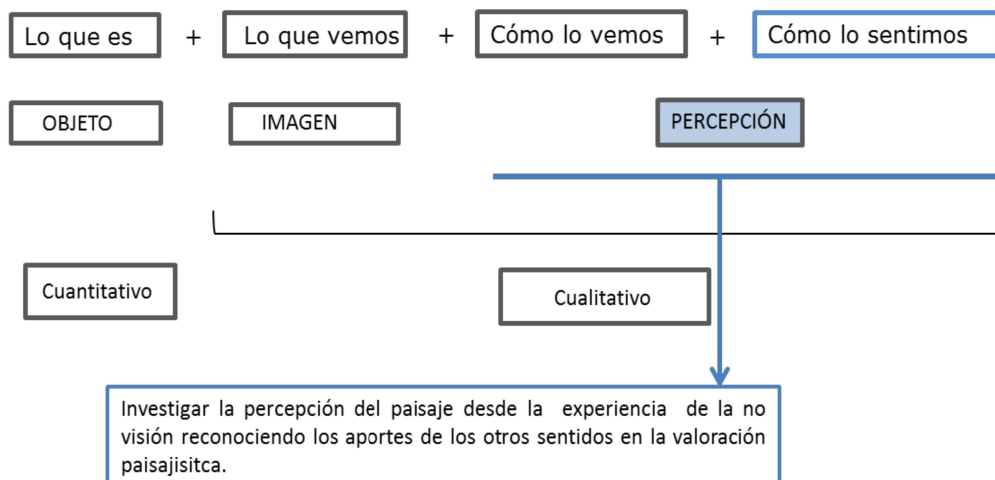 Lo que es + Lo que vemos + Cómo lo vemos + Cómo lo sentimos
OBJETO IMAGEN PERCEPCIÓN
Cuantitativo Cualitativo
Investigar la percepción del paisaje desde la experiencia de la no
visión reconociendo los aportes de los otros sentidos en la valoración
paisajisitca.